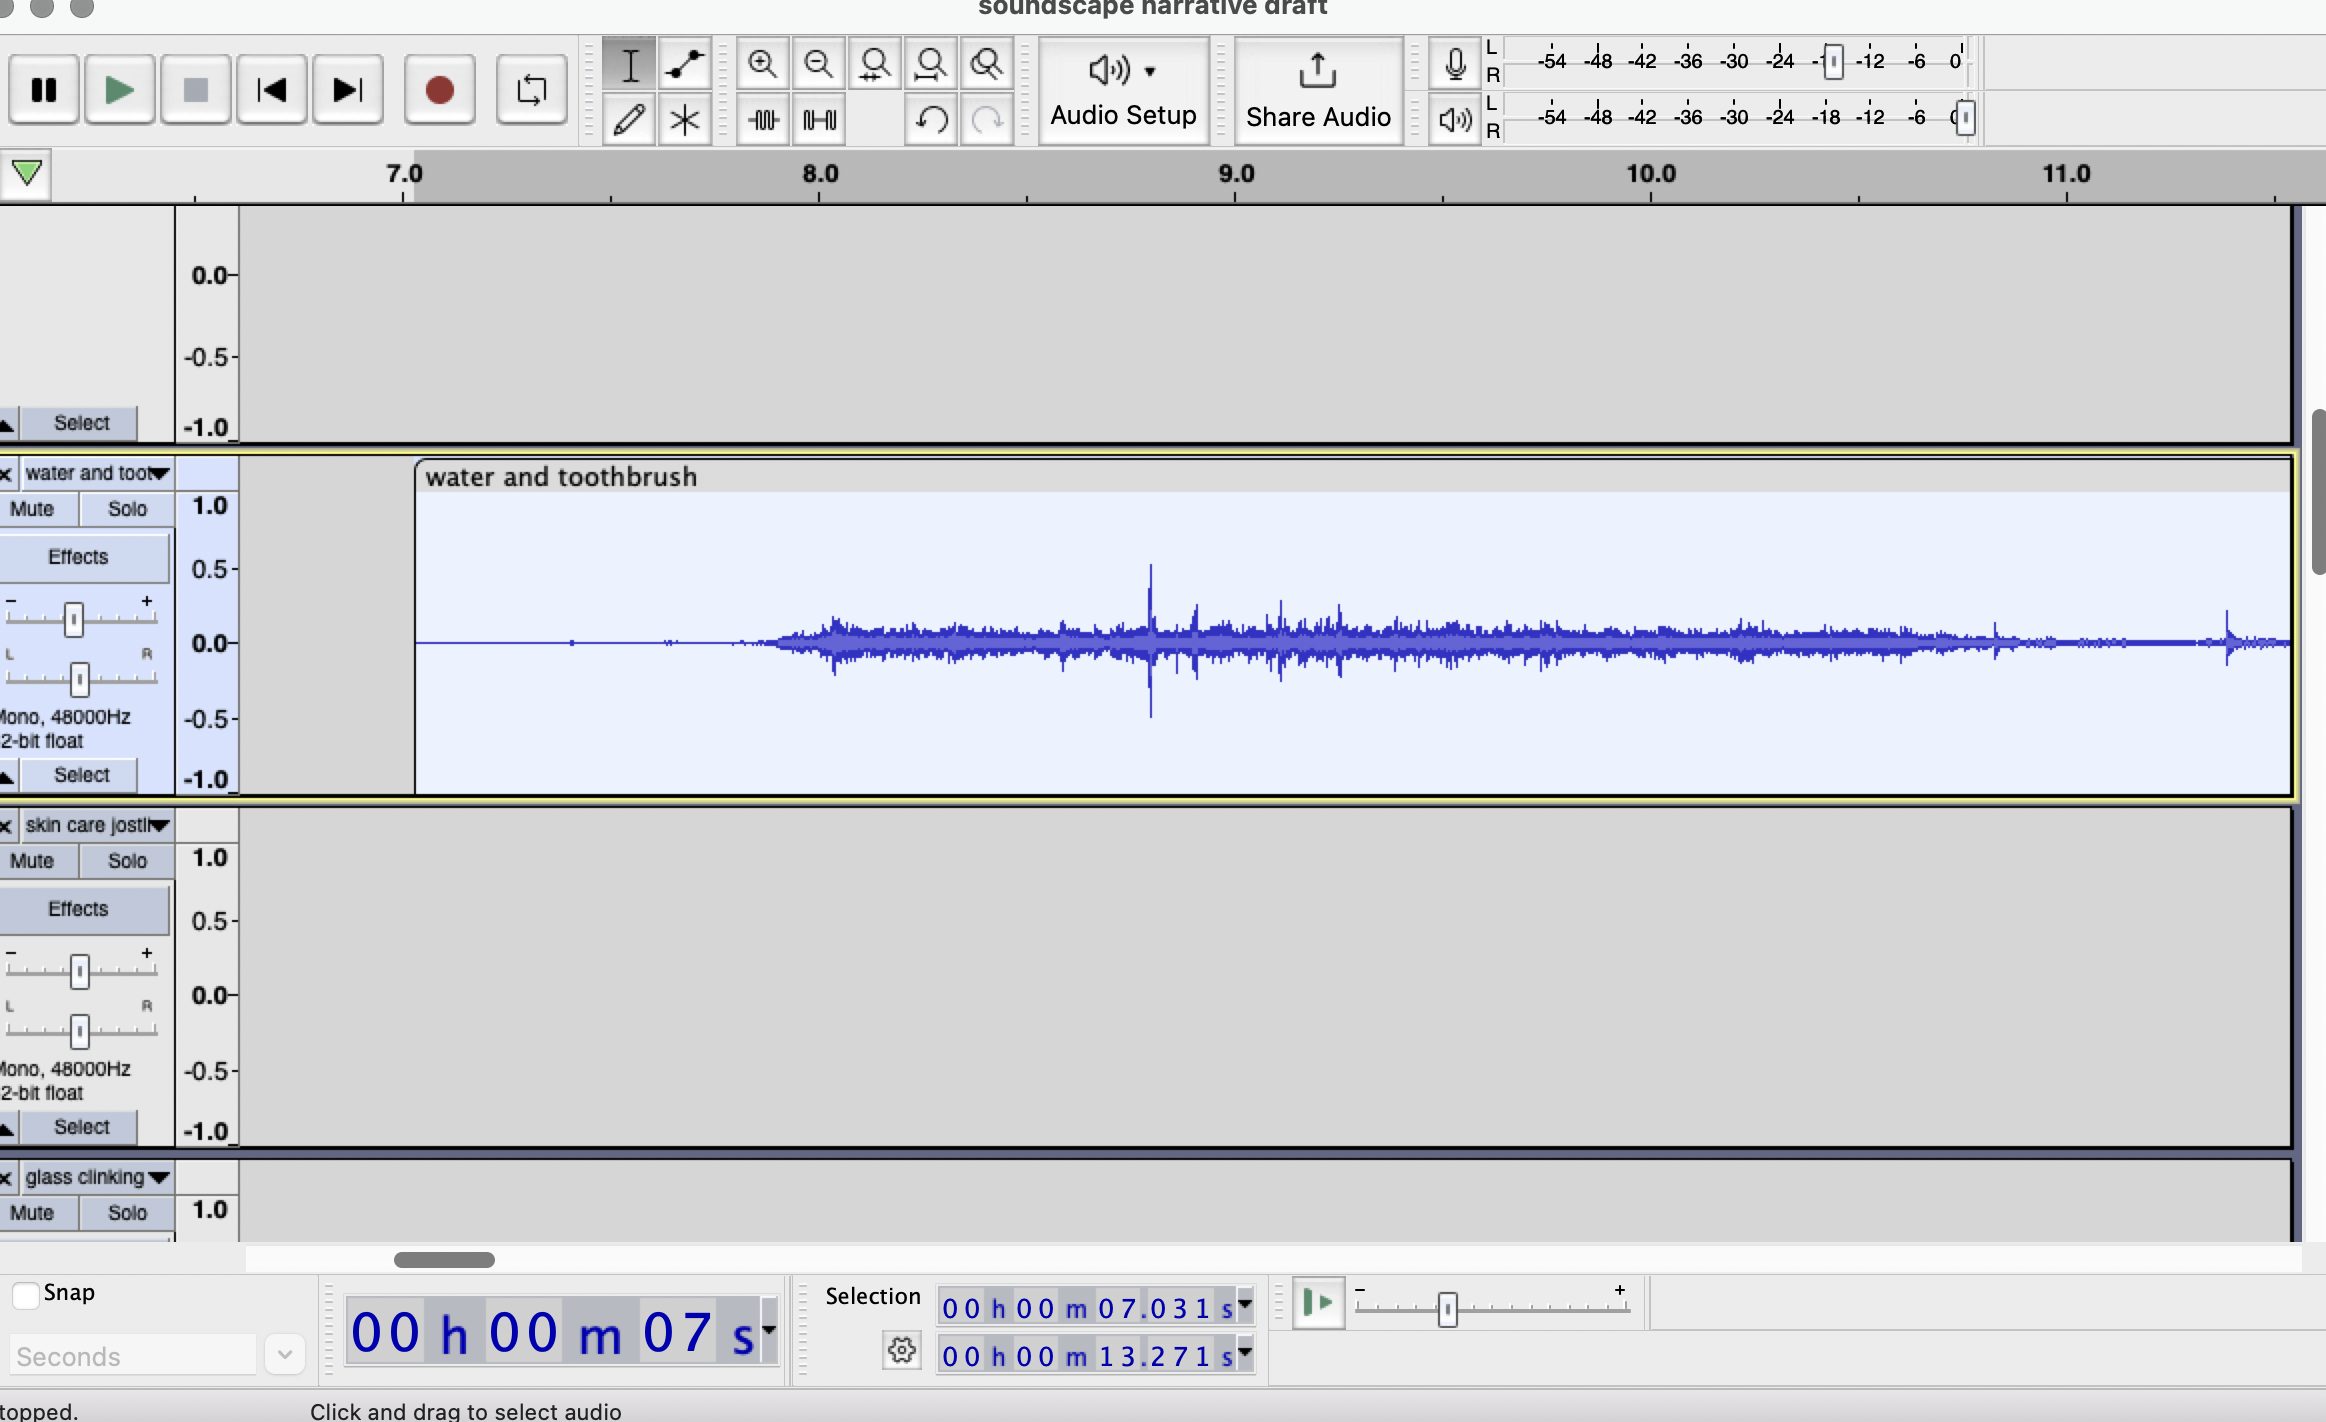 soundscape narrative draft
L
R
-54 -48 -42 -36 -30 -24 -12 -6 0
Audio Setup
Share Audio
L
R
-54 -48 -42 -36 -30 -24 -18 -12 -6
7.0 8.0 9.0 10.0 11.0
0.0
-0.5
-1.0
Select
x water and toot
water and toothbrush
Mute Solo
1.0
Effects
0.5
- +
0.0
L R
Mono, 48000Hz
-0.5
2-bit float
Select
-1.0
x skin care jostli
Mute Solo
1.0
Effects
0.5
- +
0.0
L R
Mono, 48000Hz
-0.5
2-bit float
Select
-1.0
x glass clinking
Mute Solo
1.0
Snap
Seconds
00 h 00 m 07 s
Selection
00 h 00 m 07.031 s
00 h 00 m 13.271 s
- +
topped.
Click and drag to select audio